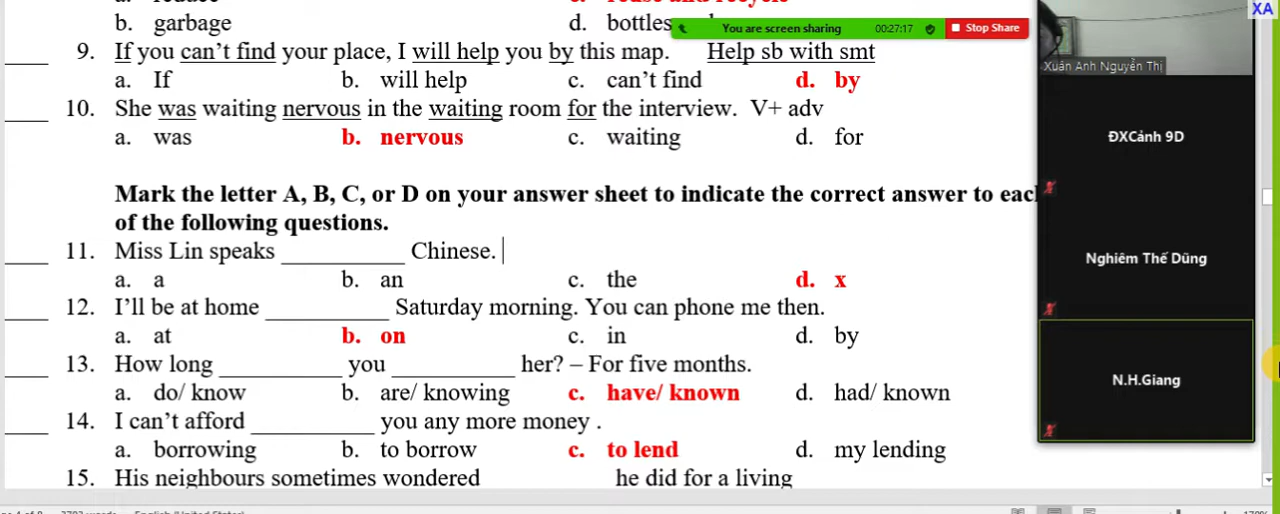 b. garbage d. bottles
You are screen sharing 00:27:17 Stop Share
XA
9. If you can't find your place, I will help you by this map. Help sb with smt
a. If b. will help c. can't find d. by
Xuân Anh Nguyễn Thị
10. She was waiting nervous in the waiting room for the interview. V+ adv
a. was b. nervous c. waiting d. for
ĐXCảnh 9D
Mark the letter A, B, C, or D on your answer sheet to indicate the correct answer to eac
of the following questions.
11. Miss Lin speaks __________ Chinese.
a. a b. an c. the d. x
Nghiêm Thế Dũng
12. I'll be at home __________ Saturday morning. You can phone me then.
a. at b. on c. in d. by
13. How long __________ you __________ her? – For five months.
a. do/ know b. are/ knowing c. have/ known d. had/ known
N.H.Giang
14. I can't afford __________ you any more money .
a. borrowing b. to borrow c. to lend d. my lending
15. His neighbours sometimes wondered he did for a living